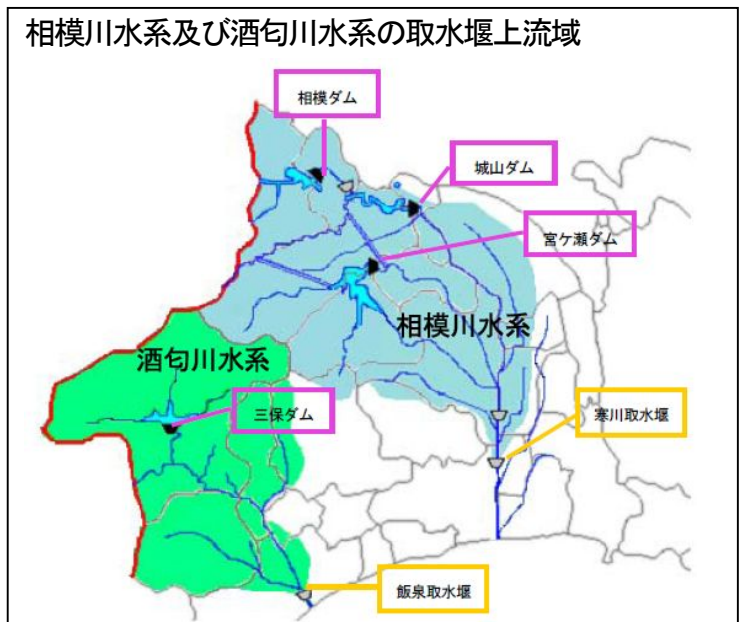 相模川水系及び酒匂川水系の取水堰上流域
相模ダム
城山ダム
宮ケ瀬ダム
相模川水系
酒匂川水系
三保ダム
寒川取水堰
飯泉取水堰